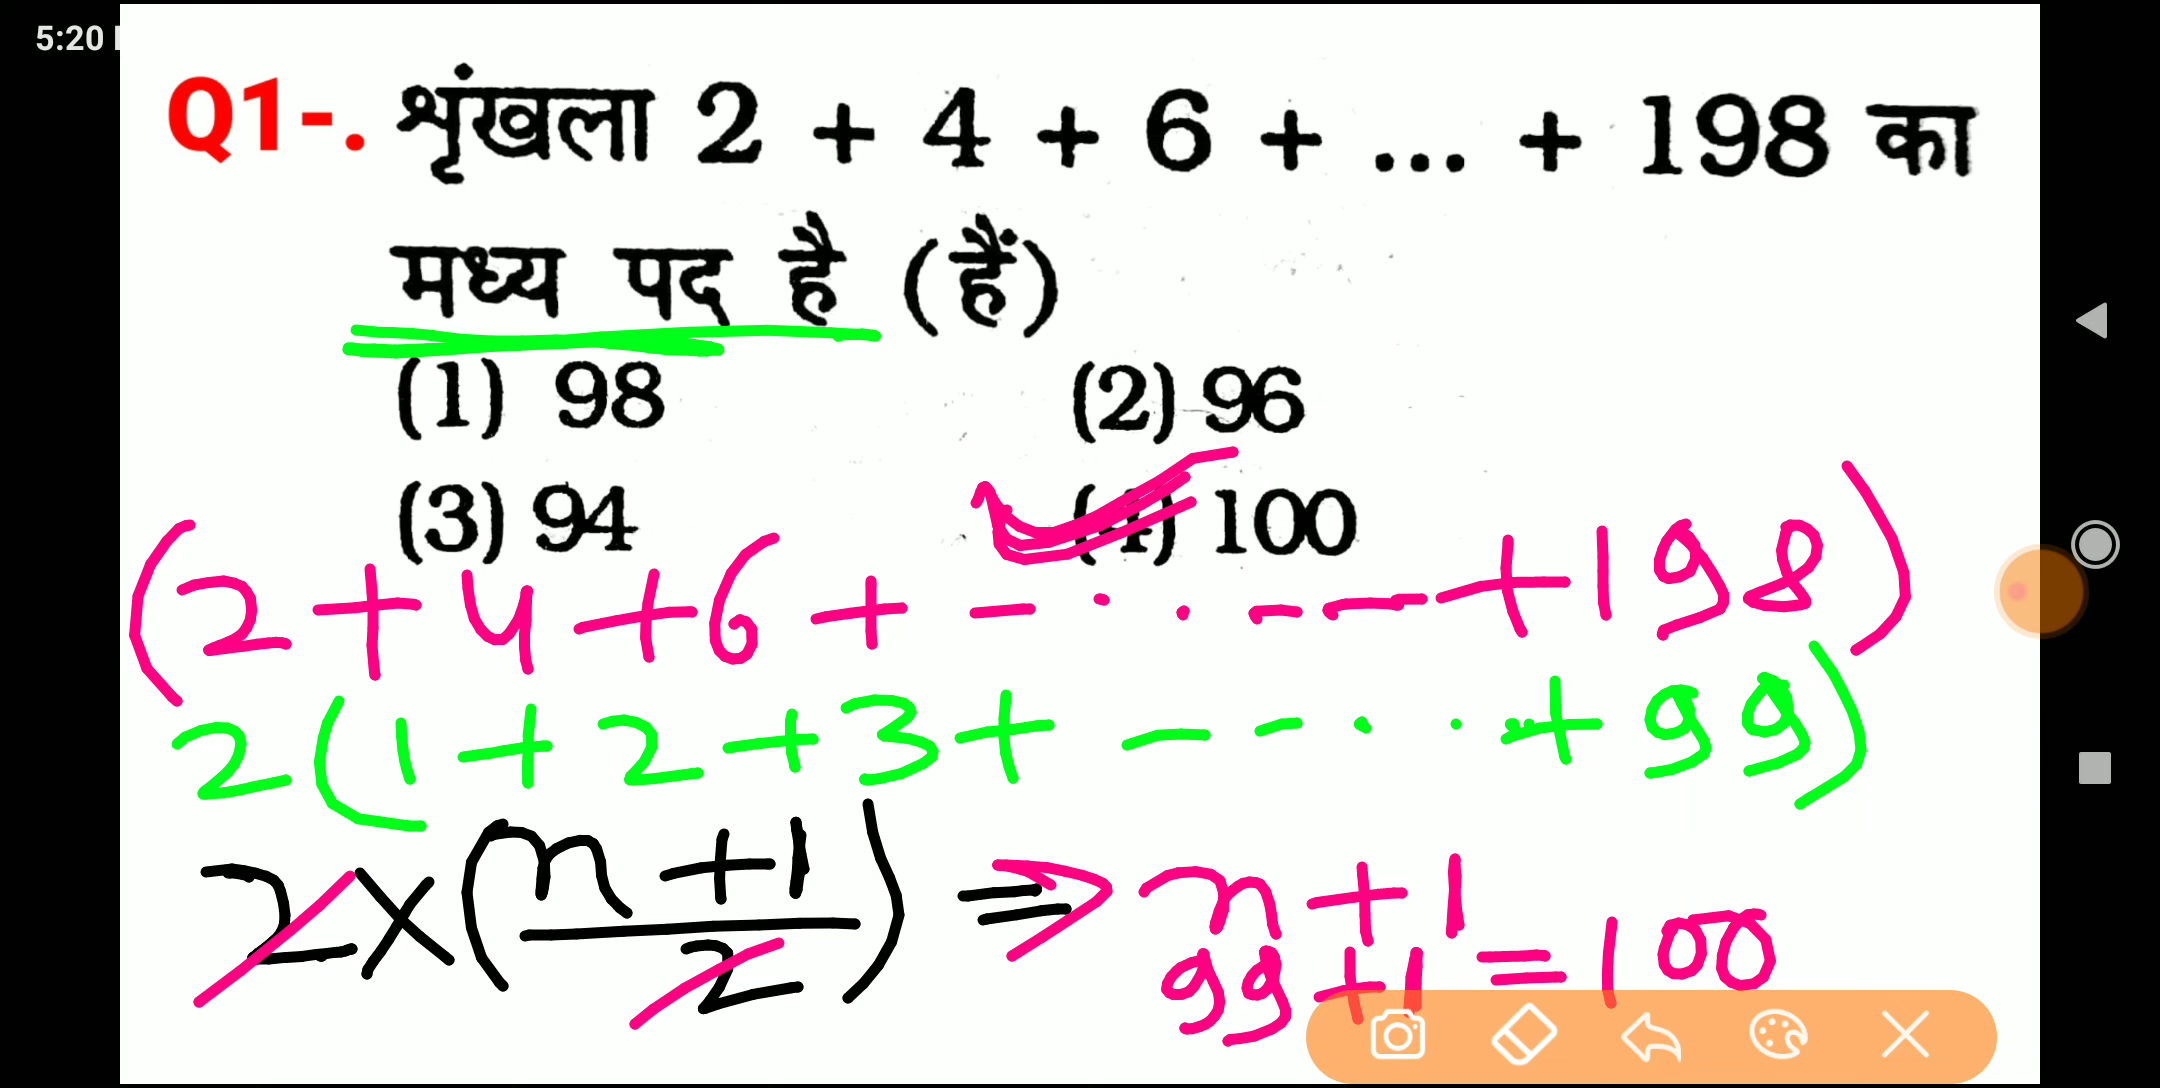 5:20
Q1-. शृंखला 2 + 4 + 6 + ... + 198 का
मध्य पद है (हैं)
(1) 98 (2) 96
(3) 94 (4) 100
(2+4+6+ - · · - - +198)
2(1+2+3+ - - · · ·· +99)
2×(n+1/2) ⇒ n+1
99+1=100